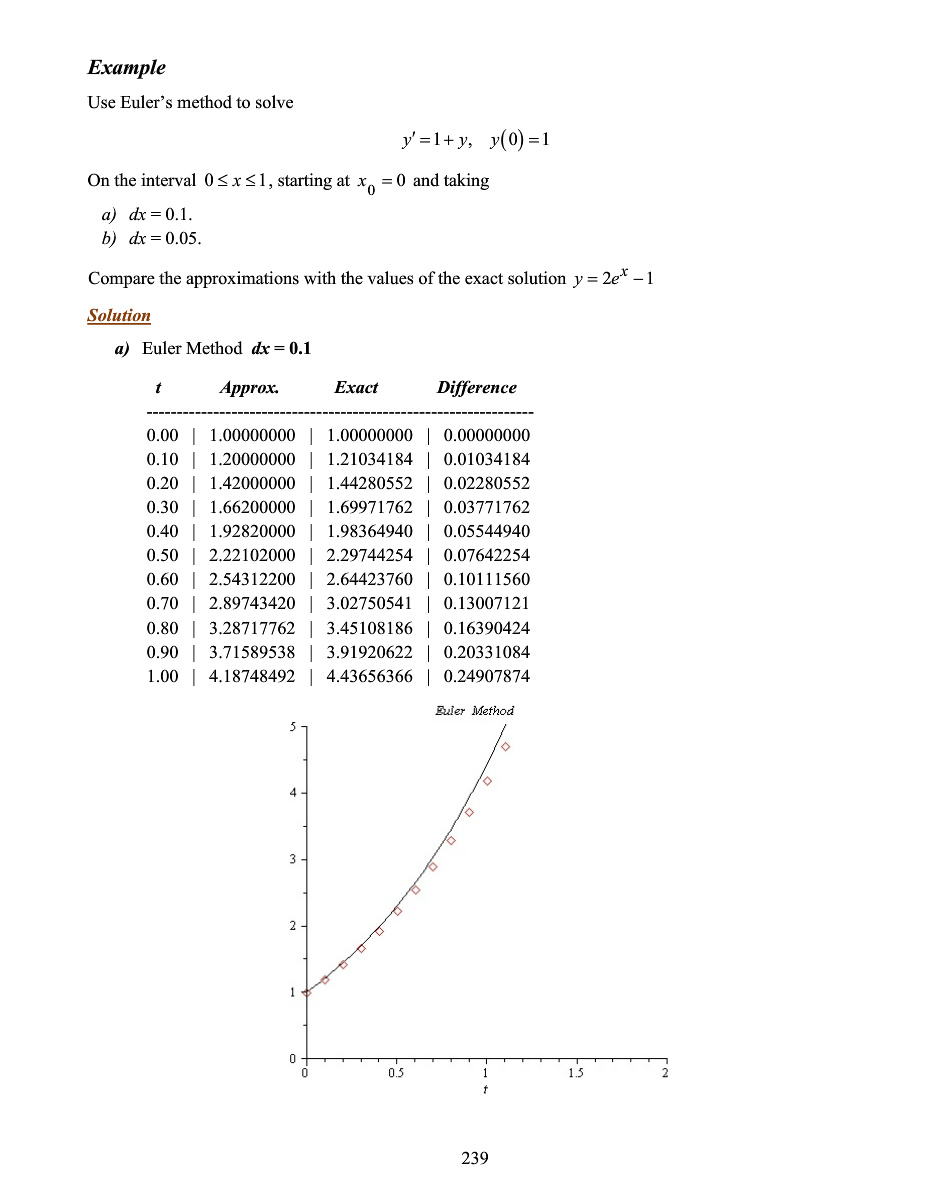 Example
Use Euler’s method to solve
y′ = 1 + y, y(0) = 1
On the interval 0 ≤ x ≤ 1, starting at x₀ = 0 and taking
a) dx = 0.1.
b) dx = 0.05.
Compare the approximations with the values of the exact solution y = 2eˣ − 1
Solution
a) Euler Method dx = 0.1
t Approx. Exact Difference
-----------------------------------------------------------------
0.00 | 1.00000000 | 1.00000000 | 0.00000000
0.10 | 1.20000000 | 1.21034184 | 0.01034184
0.20 | 1.42000000 | 1.44280552 | 0.02280552
0.30 | 1.66200000 | 1.69971762 | 0.03771762
0.40 | 1.92820000 | 1.98364940 | 0.05544940
0.50 | 2.22102000 | 2.29744254 | 0.07642254
0.60 | 2.54312200 | 2.64423760 | 0.10111560
0.70 | 2.89743420 | 3.02750541 | 0.13007121
0.80 | 3.28717762 | 3.45108186 | 0.16390424
0.90 | 3.71589538 | 3.91920622 | 0.20331084
1.00 | 4.18748492 | 4.43656366 | 0.24907874
Euler Method
5
4
3
2
1
0
0 0.5 1 1.5 2
t
239